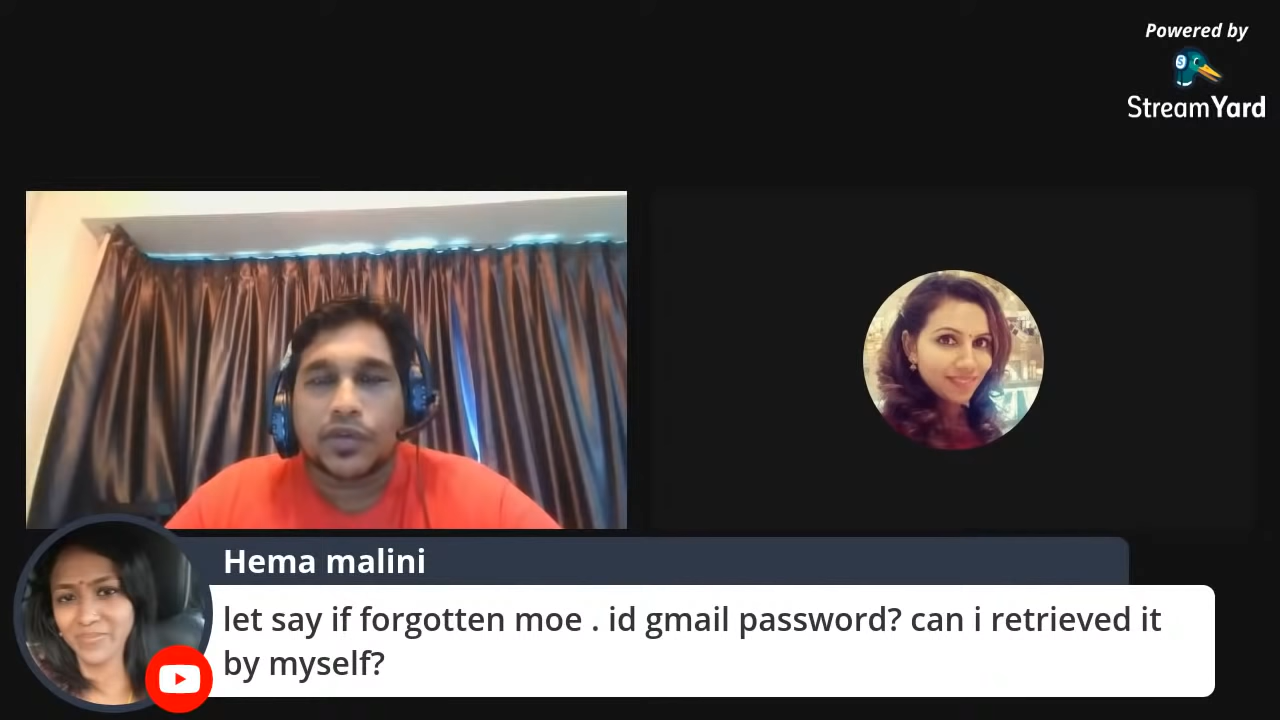 Powered by
StreamYard
Hema malini
let say if forgotten moe . id gmail password? can i retrieved it
by myself?